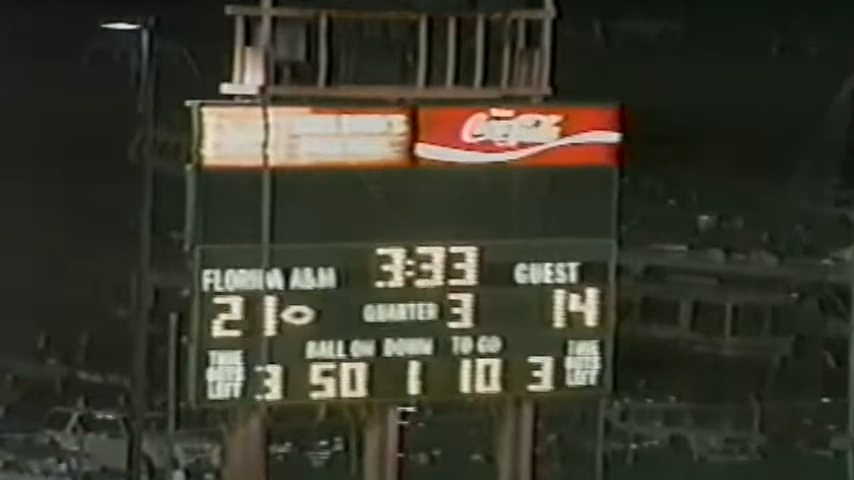 Coca-Cola
3:33
FLORIDA A&M GUEST
21 QUARTER 3 14
BALL ON DOWN TO GO
TIME OUTS LEFT 3 50 1 10 3 TIME OUTS LEFT